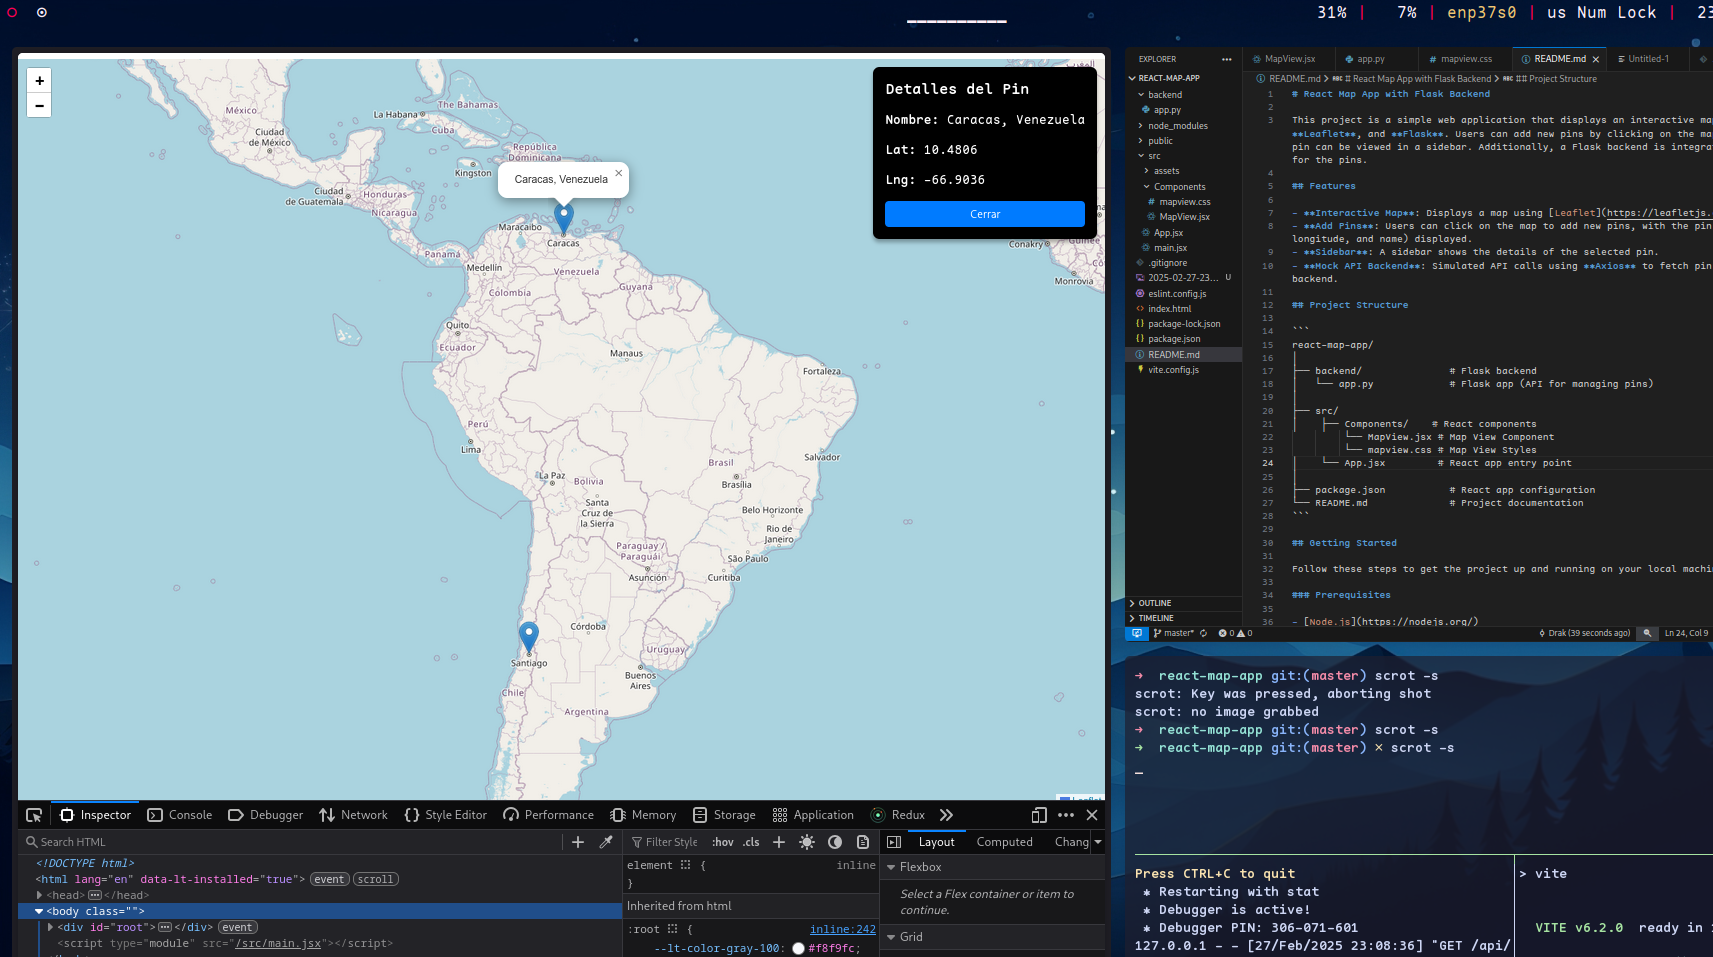 31% | 7% | enp37s0 | us Num Lock | 23
+
−
México
Ciudad
de México
La Habana
The Bahamas
Cuba
República
Dominicana
Kingston
Ciudad
de Guatemala
Honduras
Nicaragua
Caracas, Venezuela ×
Maracaibo
Caracas
Panamá
Medellín
Venezuela
Guyana
Colombia
Quito
Ecuador
Manaus
Fortaleza
Perú
Lima
Brasil
Salvador
La Paz
Bolivia
Brasília
Santa
Cruz de
la Sierra
Belo Horizonte
Rio de
Janeiro
Paraguay /
Paraguái
São Paulo
Asunción
Curitiba
Córdoba
Santiago
Uruguay
Buenos
Aires
Chile
Argentina
Conakry
Guinée
Monrovia
Leaflet
Detalles del Pin
Nombre: Caracas, Venezuela
Lat: 10.4806
Lng: -66.9036
Cerrar
Inspector Console Debugger Network Style Editor Performance Memory Storage Application Redux
Search HTML
<!DOCTYPE html>
<html lang="en" data-lt-installed="true"> event scroll
<head> </head>
<body class="">
<div id="root"> </div> event
<script type="module" src="/src/main.jsx"></script>
Filter Style :hov .cls
element { inline
}
Inherited from html
:root { inline:242
--lt-color-gray-100: #f8f9fc;
Layout Computed Chang
Flexbox
Select a Flex container or item to
continue.
Grid
EXPLORER
REACT-MAP-APP
backend
app.py
node_modules
public
src
assets
Components
mapview.css
MapView.jsx
App.jsx
main.jsx
.gitignore
2025-02-27-23... U
eslint.config.js
index.html
package-lock.json
package.json
README.md
vite.config.js
OUTLINE
TIMELINE
MapView.jsx app.py mapview.css README.md Untitled-1
README.md > # React Map App with Flask Backend > ## Project Structure
1 # React Map App with Flask Backend
2
3 This project is a simple web application that displays an interactive ma
**Leaflet**, and **Flask**. Users can add new pins by clicking on the ma
pin can be viewed in a sidebar. Additionally, a Flask backend is integra
for the pins.
4
5 ## Features
6
7 - **Interactive Map**: Displays a map using [Leaflet](https://leafletjs.
8 - **Add Pins**: Users can click on the map to add new pins, with the pin
longitude, and name) displayed.
9 - **Sidebar**: A sidebar shows the details of the selected pin.
10 - **Mock API Backend**: Simulated API calls using **Axios** to fetch pin
backend.
11
12 ## Project Structure
13
14 ```
15 react-map-app/
16 │
17 ├── backend/ # Flask backend
18 │ └── app.py # Flask app (API for managing pins)
19 │
20 ├── src/
21 │ ├── Components/ # React components
22 └── MapView.jsx # Map View Component
23 └── mapview.css # Map View Styles
24 │ └── App.jsx # React app entry point
25 │
26 ├── package.json # React app configuration
27 └── README.md # Project documentation
28 ```
29
30 ## Getting Started
31
32 Follow these steps to get the project up and running on your local machi
33
34 ### Prerequisites
35
36 - [Node.js](https://nodejs.org/)
master* 0 0 Drak (39 seconds ago) Ln 24, Col 9
➜ react-map-app git:(master) scrot -s
scrot: Key was pressed, aborting shot
scrot: no image grabbed
➜ react-map-app git:(master) scrot -s
➜ react-map-app git:(master) × scrot -s
Press CTRL+C to quit
* Restarting with stat
* Debugger is active!
* Debugger PIN: 306-071-601
127.0.0.1 - - [27/Feb/2025 23:08:36] "GET /api/
> vite
VITE v6.2.0 ready in